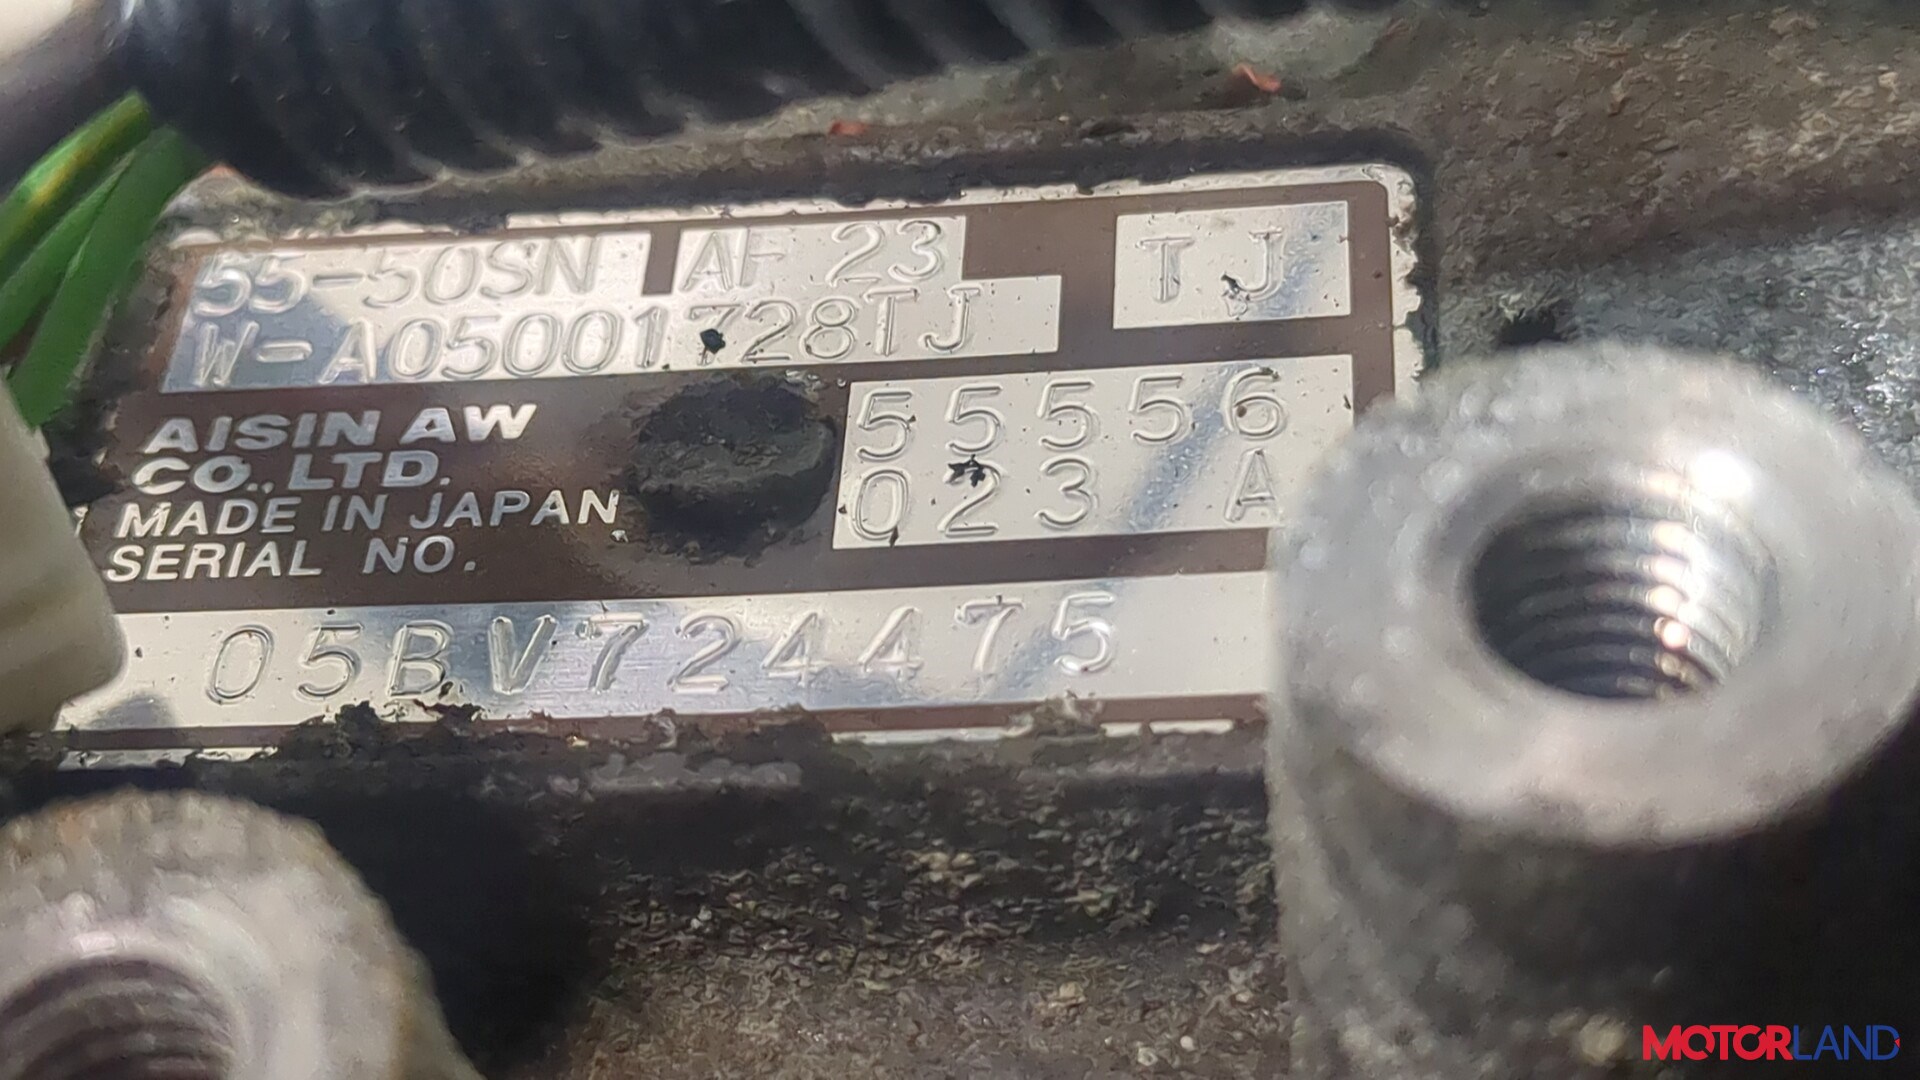 55-50SN AF 23 TJ
W-A05001728TJ
AISIN AW
CO., LTD.
MADE IN JAPAN
SERIAL NO.
55556
023 A
05BV724475
MOTORLAND